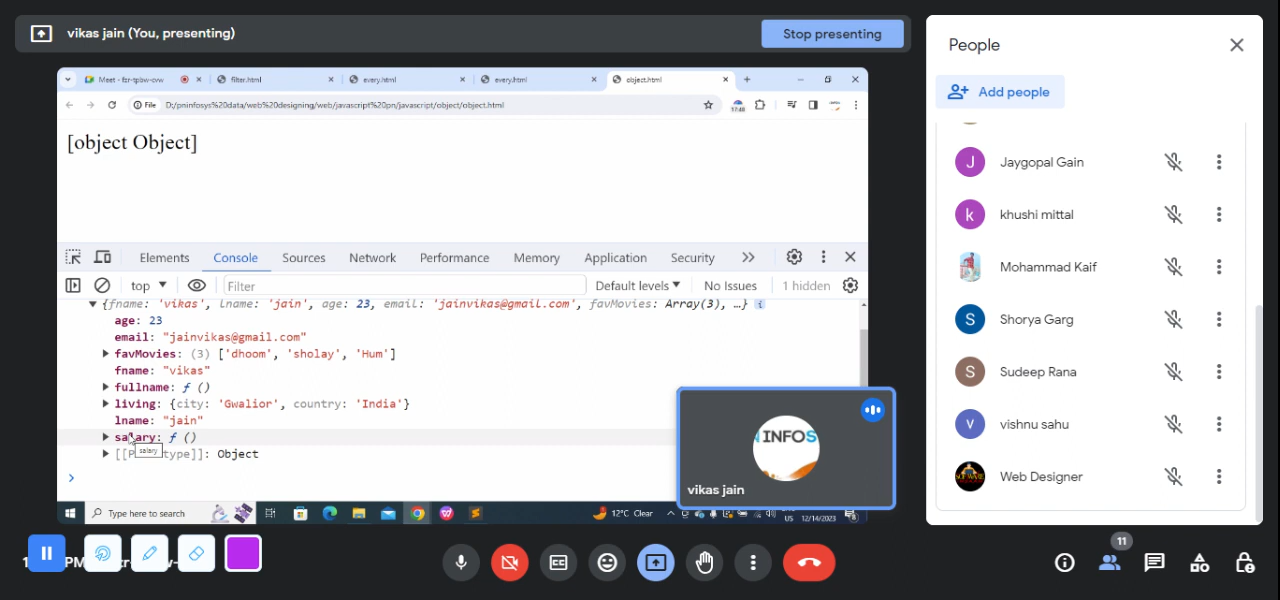 vikas jain (You, presenting)
Stop presenting
People
Add people
Meet - fzr-tpbw-cvw
filter.html
every.html
every.html
object.html
File
D:/pninfosys%20data/web%20designing/web/javascript%20pn/javascript/object/object.html
[object Object]
Elements
Console
Sources
Network
Performance
Memory
Application
Security
top
Filter
Default levels
No Issues
1 hidden
{fname: 'vikas', lname: 'jain', age: 23, email: 'jainvikas@gmail.com', favMovies: Array(3), …}
age: 23
email: "jainvikas@gmail.com"
favMovies: (3) ['dhoom', 'sholay', 'Hum']
fname: "vikas"
fullname: ƒ ()
living: {city: 'Gwalior', country: 'India'}
lname: "jain"
salary: ƒ ()
salary
: Object
INFOS
vikas jain
Type here to search
12°C Clear
US
12/14/2023
J
Jaygopal Gain
k
khushi mittal
Mohammad Kaif
S
Shorya Garg
S
Sudeep Rana
v
vishnu sahu
Web Designer
PM
11